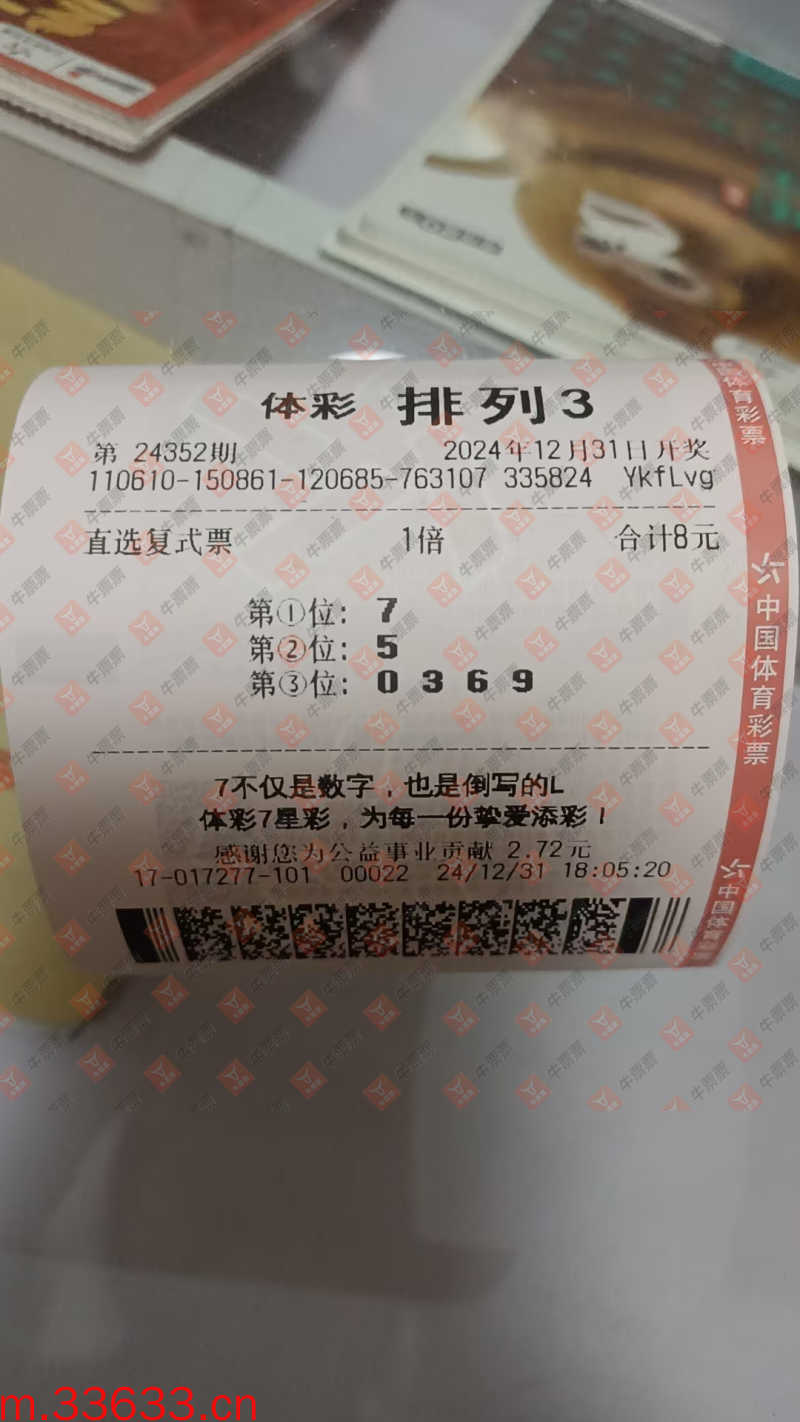 体彩 排列3
第 24352期 2024年12月31日开奖
110610-150861-120685-763107 335824 YkfLvg
直选复式票 1倍 合计8元
第①位： 7
第②位： 5
第③位： 0 3 6 9
7不仅是数字，也是倒写的L
体彩7星彩，为每一份挚爱添彩！
感谢您为公益事业贡献 2.72元
17-017277-101 00022 24/12/31 18:05:20
中国体育彩票
中国体育彩票
牛票票
m.33633.cn